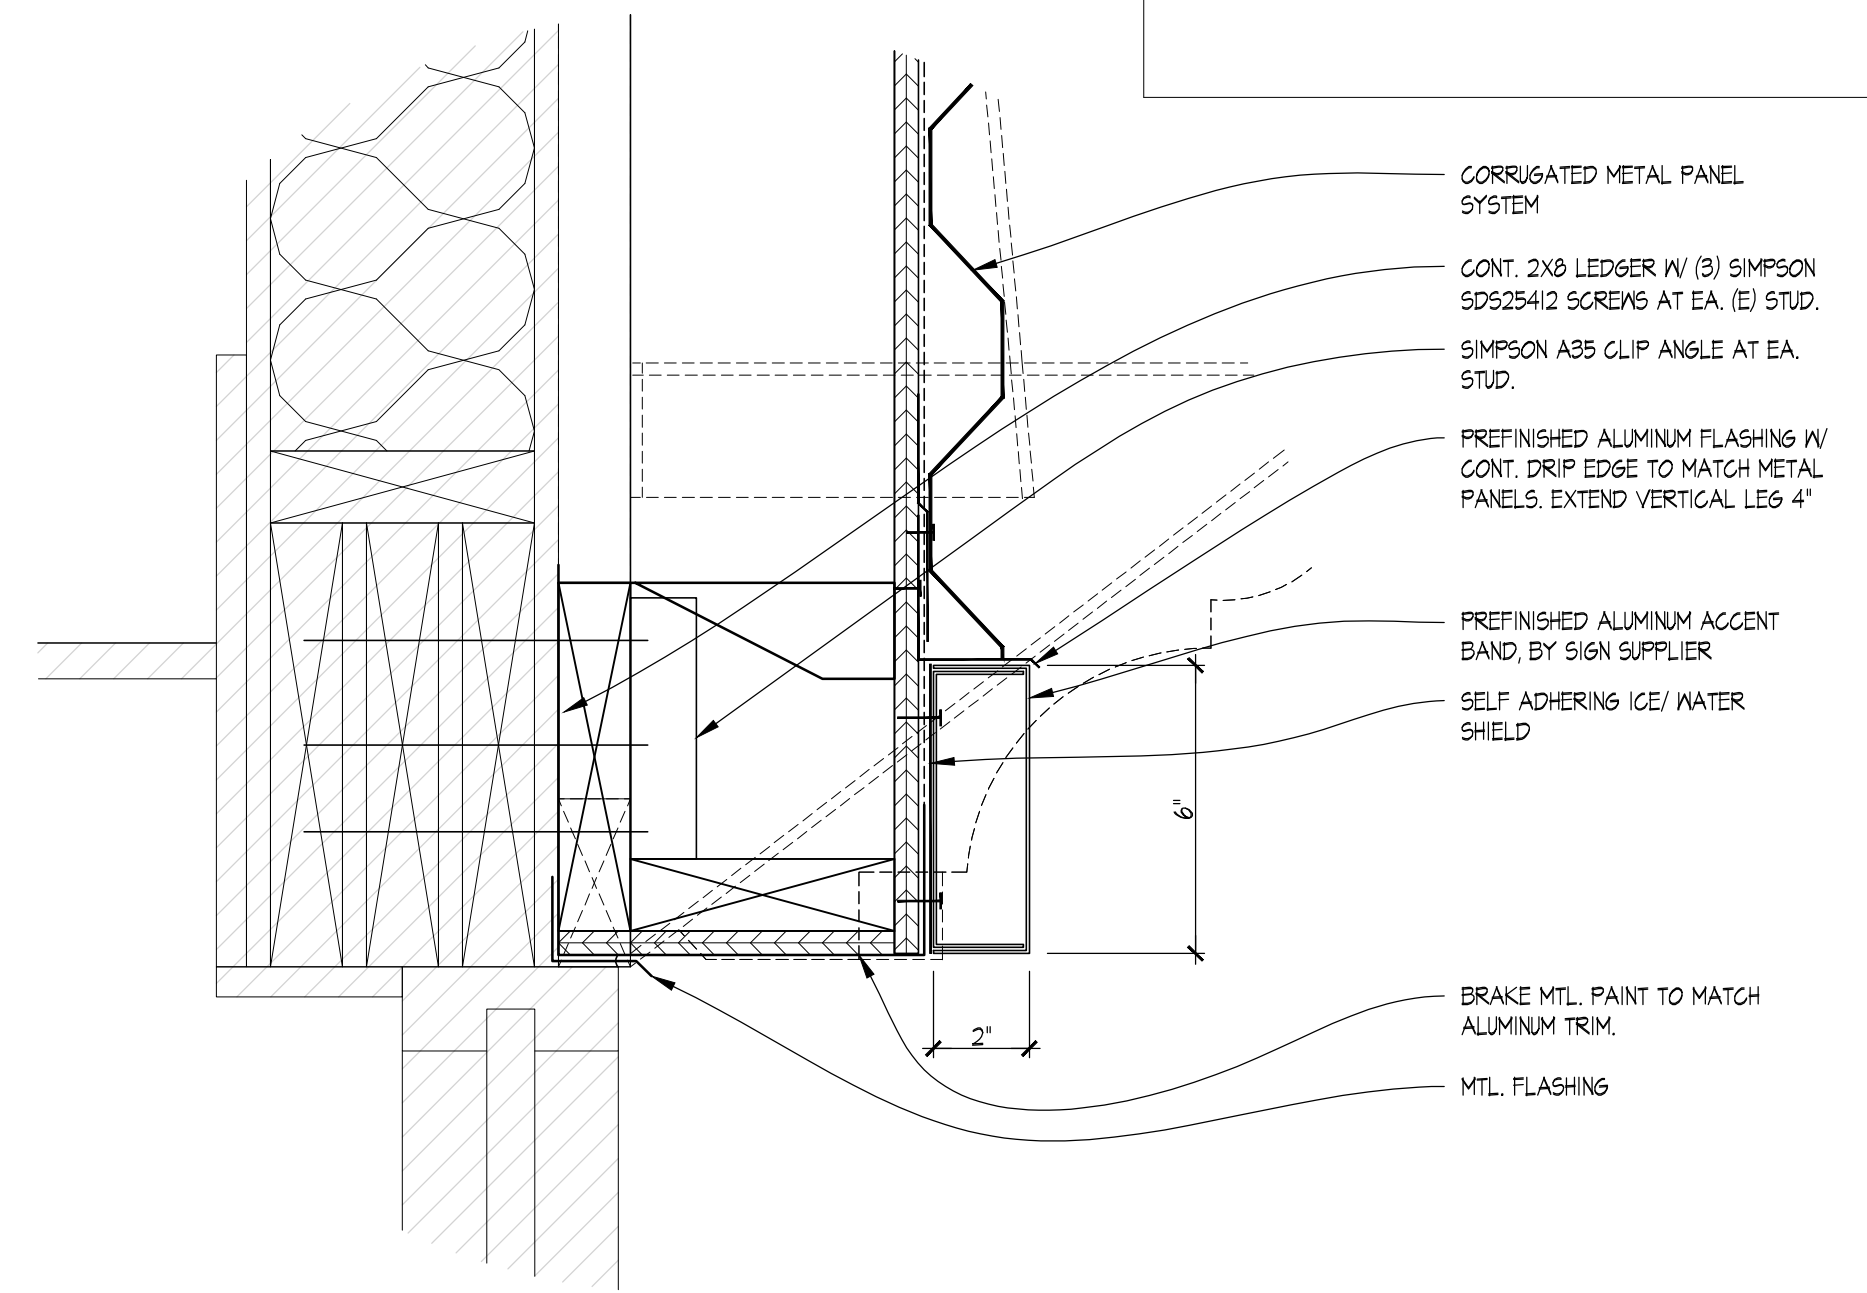 CORRUGATED METAL PANEL
SYSTEM
CONT. 2X8 LEDGER W/ (3) SIMPSON
SDS25412 SCREWS AT EA. (E) STUD.
SIMPSON A35 CLIP ANGLE AT EA.
STUD.
PREFINISHED ALUMINUM FLASHING W/
CONT. DRIP EDGE TO MATCH METAL
PANELS. EXTEND VERTICAL LEG 4"
PREFINISHED ALUMINUM ACCENT
BAND, BY SIGN SUPPLIER
SELF ADHERING ICE/ WATER
SHIELD
6"
2"
BRAKE MTL. PAINT TO MATCH
ALUMINUM TRIM.
MTL. FLASHING